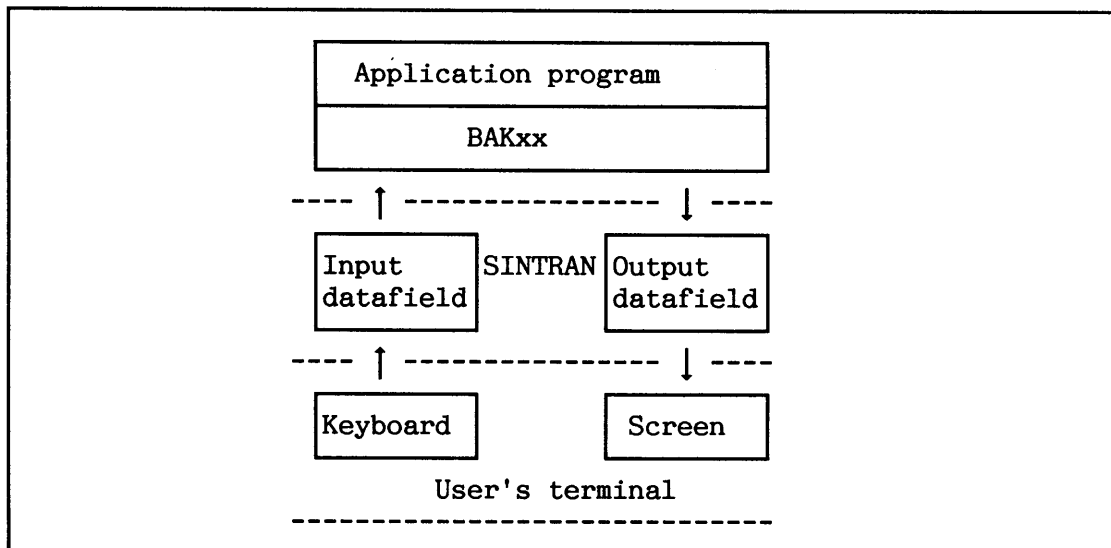 Application program
BAKxx
Input datafield
SINTRAN
Output datafield
Keyboard
Screen
User's terminal